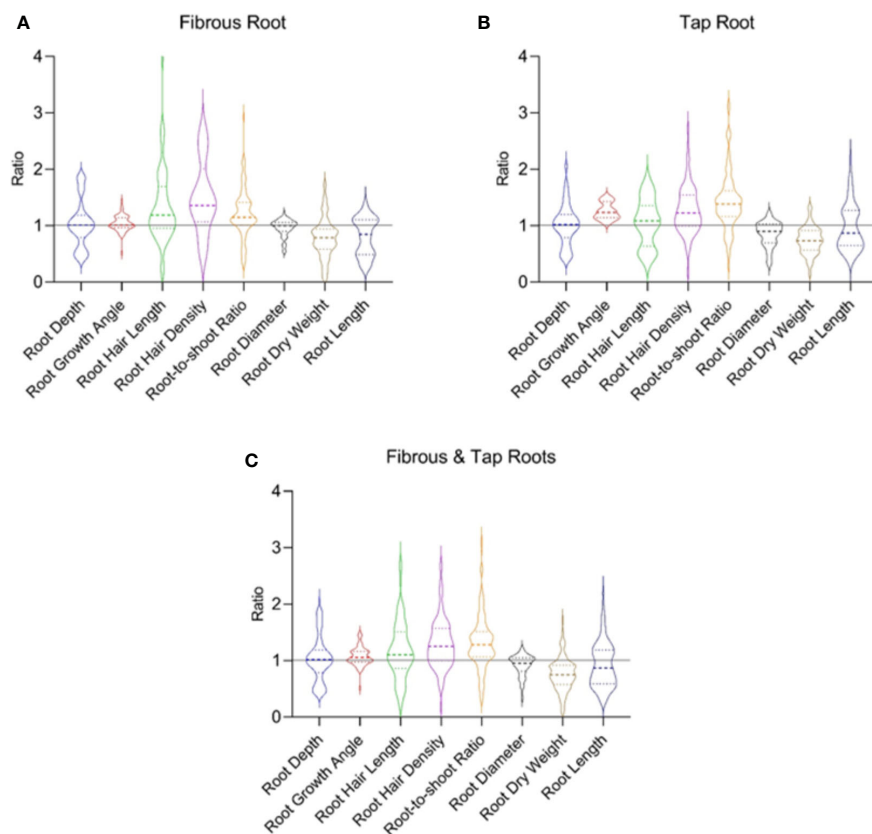 A
Fibrous Root
4
3
2
1
0
Ratio
Root Depth
Root Growth Angle
Root Hair Length
Root Hair Density
Root-to-shoot Ratio
Root Diameter
Root Dry Weight
Root Length
B
Tap Root
4
3
2
1
0
Ratio
Root Depth
Root Growth Angle
Root Hair Length
Root Hair Density
Root-to-shoot Ratio
Root Diameter
Root Dry Weight
Root Length
C
Fibrous & Tap Roots
4
3
2
1
0
Ratio
Root Depth
Root Growth Angle
Root Hair Length
Root Hair Density
Root-to-shoot Ratio
Root Diameter
Root Dry Weight
Root Length